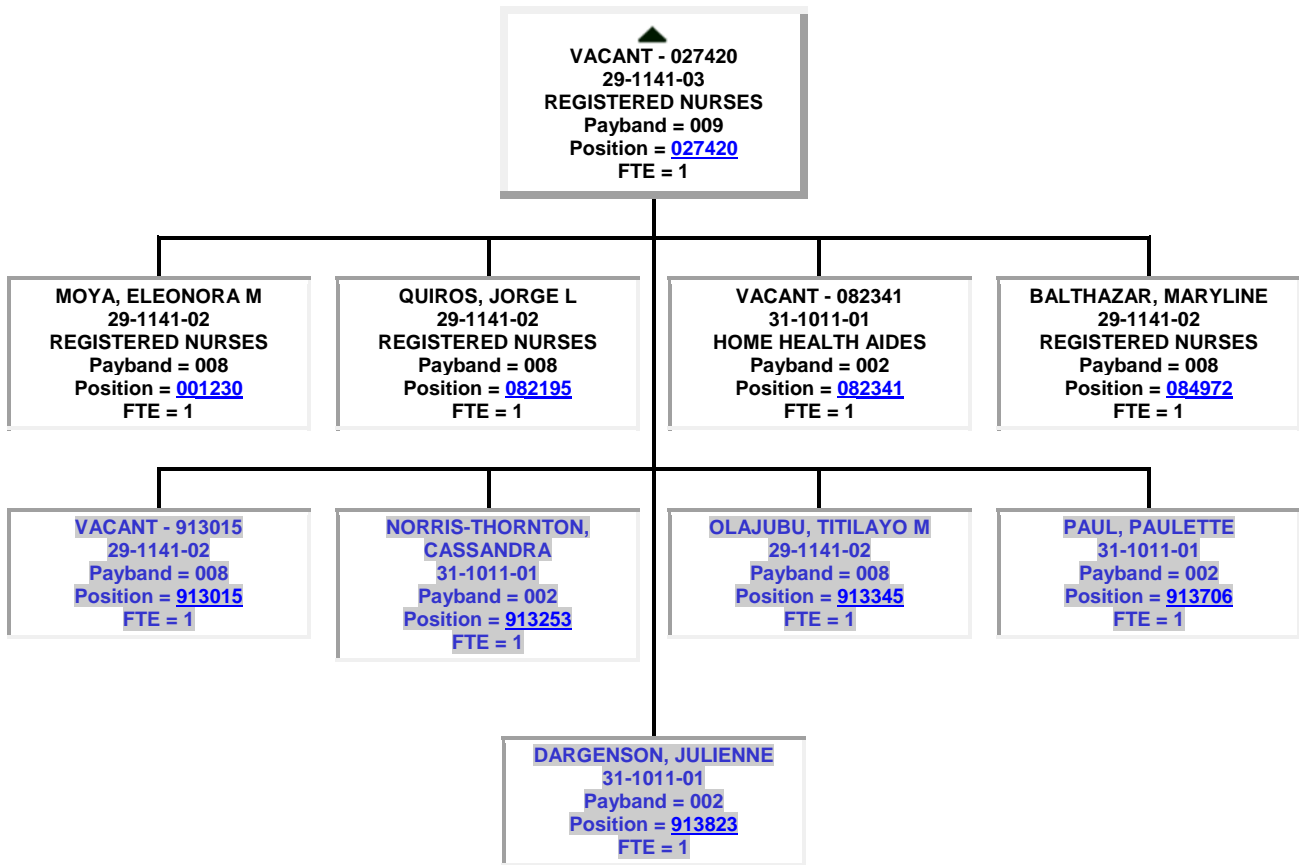 VACANT - 027420
29-1141-03
REGISTERED NURSES
Payband = 009
Position = 027420
FTE = 1
MOYA, ELEONORA M
29-1141-02
REGISTERED NURSES
Payband = 008
Position = 001230
FTE = 1
QUIROS, JORGE L
29-1141-02
REGISTERED NURSES
Payband = 008
Position = 082195
FTE = 1
VACANT - 082341
31-1011-01
HOME HEALTH AIDES
Payband = 002
Position = 082341
FTE = 1
BALTHAZAR, MARYLINE
29-1141-02
REGISTERED NURSES
Payband = 008
Position = 084972
FTE = 1
VACANT - 913015
29-1141-02
Payband = 008
Position = 913015
FTE = 1
NORRIS-THORNTON,
CASSANDRA
31-1011-01
Payband = 002
Position = 913253
FTE = 1
OLAJUBU, TITILAYO M
29-1141-02
Payband = 008
Position = 913345
FTE = 1
PAUL, PAULETTE
31-1011-01
Payband = 002
Position = 913706
FTE = 1
DARGENSON, JULIENNE
31-1011-01
Payband = 002
Position = 913823
FTE = 1